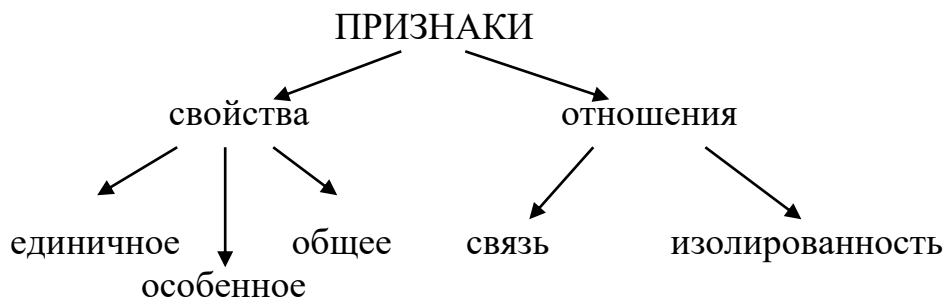 ПРИЗНАКИ
свойства отношения
единичное общее связь изолированность
особенное